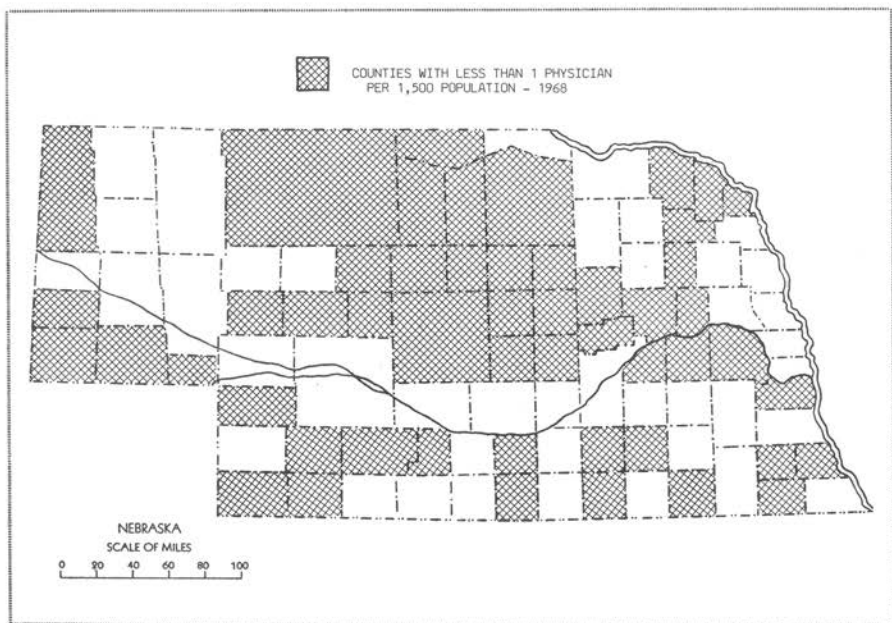 COUNTIES WITH LESS THAN 1 PHYSICIAN
PER 1,500 POPULATION - 1968
NEBRASKA
SCALE OF MILES
0 20 40 60 80 100